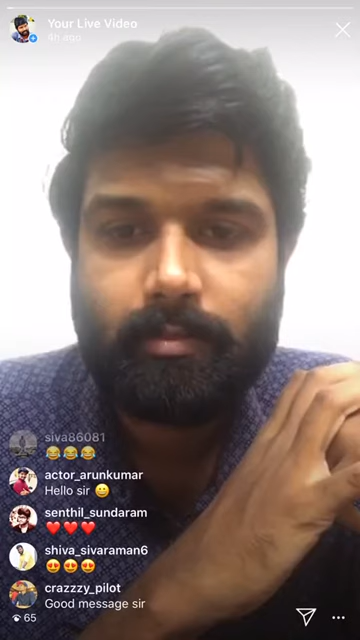 Your Live Video
4h ago
siva86081
😂😂😂
actor_arunkumar
Hello sir 😄
senthil_sundaram
❤️❤️❤️
shiva_sivaraman6
😍😍😍
crazzzy_pilot
Good message sir
65